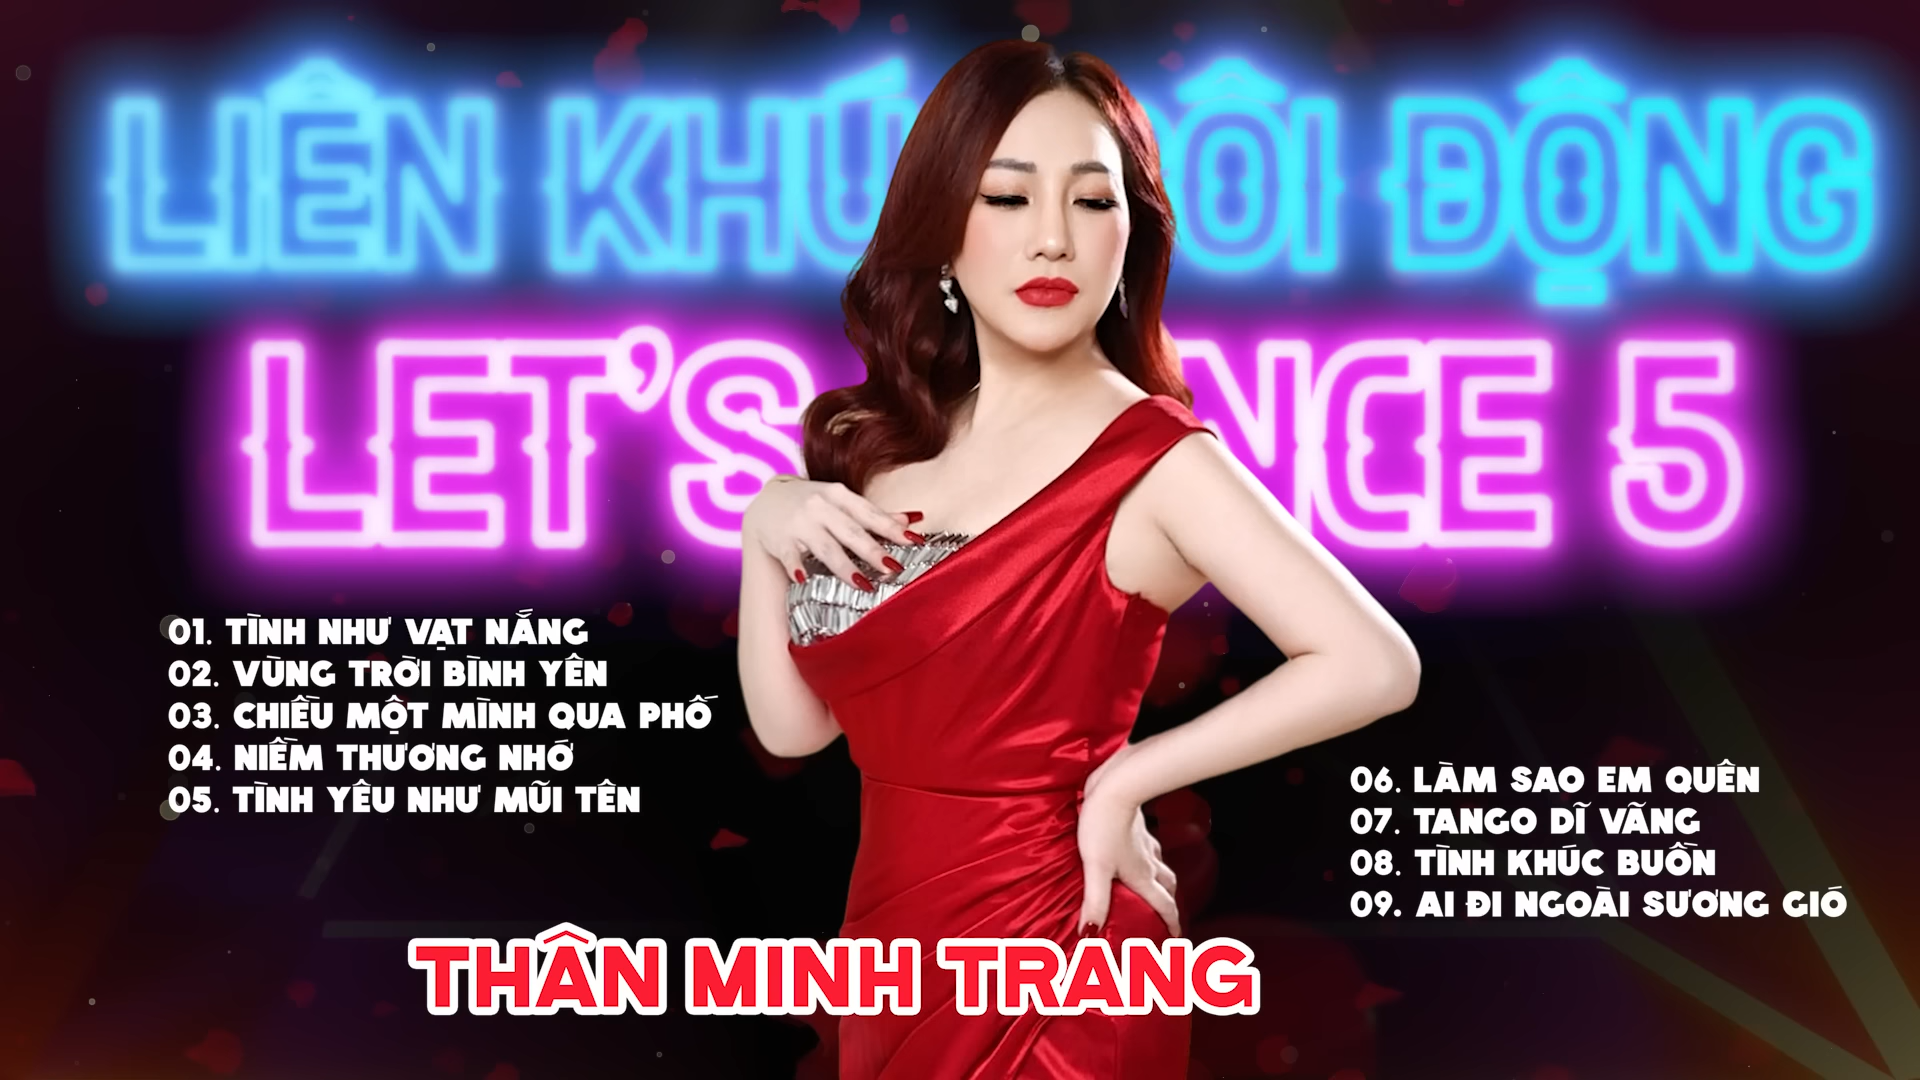 LIÊN KHÚ ÔI ĐỘNG
LET'S NCE 5
01. TÌNH NHƯ VẠT NẮNG
02. VÙNG TRỜI BÌNH YÊN
03. CHIỀU MỘT MÌNH QUA PHỐ
04. NIỀM THƯƠNG NHỚ
05. TÌNH YÊU NHƯ MŨI TÊN
06. LÀM SAO EM QUÊN
07. TANGO DĨ VÃNG
08. TÌNH KHÚC BUỒN
09. AI ĐI NGOÀI SƯƠNG GIÓ
THÂN MINH TRANG